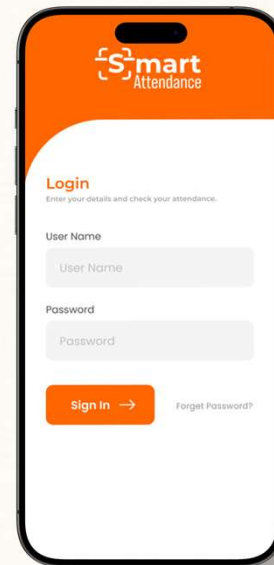 Smart
Attendance
Login
Enter your details and check your attendance.
User Name
User Name
Password
Password
Sign In →
Forget Password?